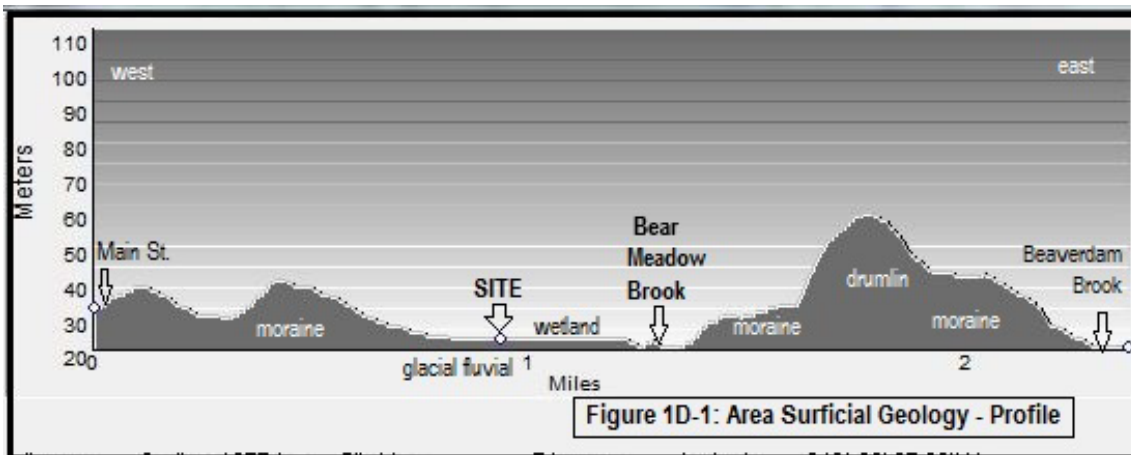 110
west
east
100
90
80
70
60
50
40
30
20
Meters
Main St.
moraine
SITE
wetland
Bear
Meadow
Brook
moraine
drumlin
moraine
Beaverdam
Brook
0
glacial fluvial
1
2
Miles
Figure 1D-1: Area Surficial Geology - Profile